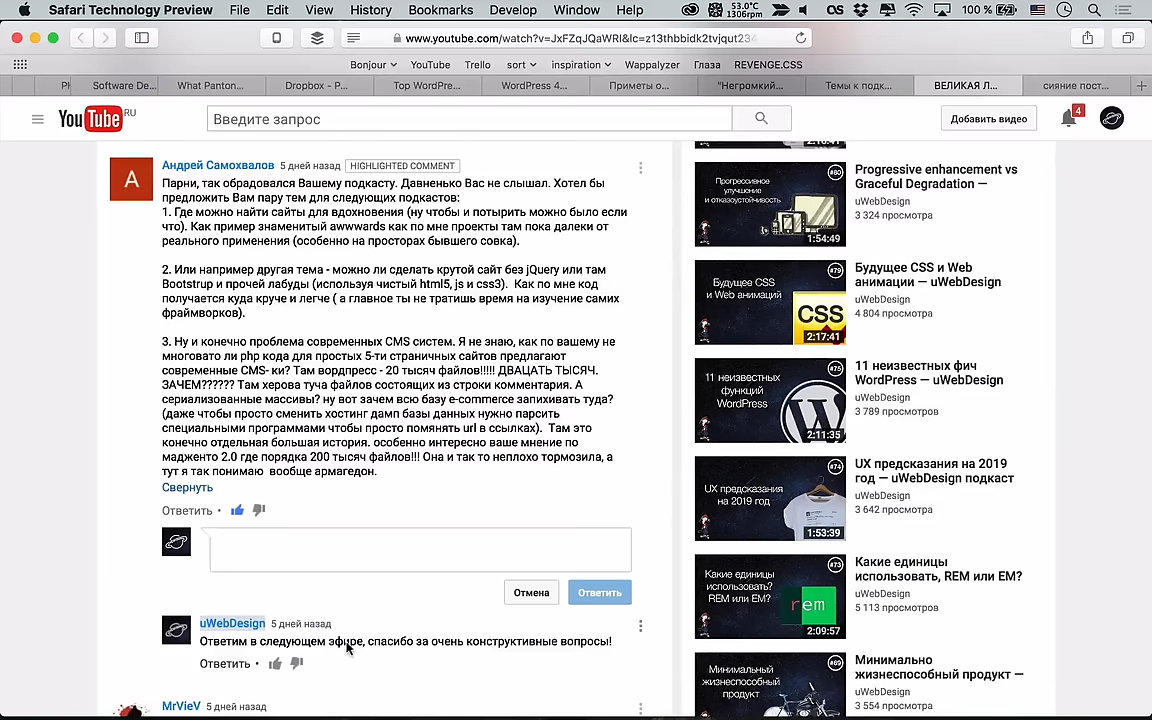 Safari Technology Preview File Edit View History Bookmarks Develop Window Help
53.0°C
1306rpm
100 %
www.youtube.com/watch?v=JxFZqJQaWRI&lc=z13thbbidk2tvjqut234
Bonjour YouTube Trello sort inspiration Wappalyzer Глаза REVENGE.CSS
Software De... What Panton... Dropbox - P... Top WordPre... WordPress 4... Приметы о... "Негромкий... Темы к подк... ВЕЛИКАЯ Л... сияние пост...
YouTube RU
Введите запрос
Добавить видео
4
А
Андрей Самохвалов 5 дней назад HIGHLIGHTED COMMENT
Парни, так обрадовался Вашему подкасту. Давненько Вас не слышал. Хотел бы
предложить Вам пару тем для следующих подкастов:
1. Где можно найти сайты для вдохновения (ну чтобы и потырить можно было если
что). Как пример знаменитый awwwards как по мне проекты там пока далеки от
реального применения (особенно на просторах бывшего совка).
2. Или например другая тема - можно ли сделать крутой сайт без jQuery или там
Bootstrup и прочей лабуды (используя чистый html5, js и css3). Как по мне код
получается куда круче и легче ( а главное ты не тратишь время на изучение самих
фраймворков).
3. Ну и конечно проблема современных CMS систем. Я не знаю, как по вашему не
многовато ли php кода для простых 5-ти страничных сайтов предлагают
современные CMS- ки? Там вордпресс - 20 тысяч файлов!!!!! ДВАЦАТЬ ТЫСЯЧ.
ЗАЧЕМ?????? Там херова туча файлов состоящих из строки комментария. А
сериализованные массивы? ну вот зачем всю базу e-commerce запихивать туда?
(даже чтобы просто сменить хостинг дамп базы данных нужно парсить
специальными программами чтобы просто помянять url в ссылках). Там это
конечно отдельная большая история. особенно интересно ваше мнение по
мадженто 2.0 где порядка 200 тысяч файлов!!! Она и так то неплохо тормозила, а
тут я так понимаю вообще армагедон.
Свернуть
Ответить •
Отмена
Ответить
uWebDesign 5 дней назад
Ответим в следующем эфире, спасибо за очень конструктивные вопросы!
Ответить •
MrVieV 5 дней назад
Прогрессивное
улучшение
и отказоустойчивость
#80
1:54:49
Progressive enhancement vs
Graceful Degradation —
uWebDesign
3 324 просмотра
Будущее CSS
и Web анимаций
#79
CSS
2:17:41
Будущее CSS и Web
анимации — uWebDesign
uWebDesign
4 804 просмотра
11 неизвестных
функций
WordPress
#75
2:11:35
11 неизвестных фич
WordPress — uWebDesign
uWebDesign
3 789 просмотров
UX предсказания
на 2019 год
#74
1:53:39
UX предсказания на 2019
год — uWebDesign подкаст
uWebDesign
3 642 просмотра
Какие единицы
использовать?
REM или EM?
#73
rem
2:09:57
Какие единицы
использовать, REM или EM?
uWebDesign
5 113 просмотров
Минимально
жизнеспособный
продукт
#69
Минимально
жизнеспособный продукт —
uWebDesign
3 554 просмотра